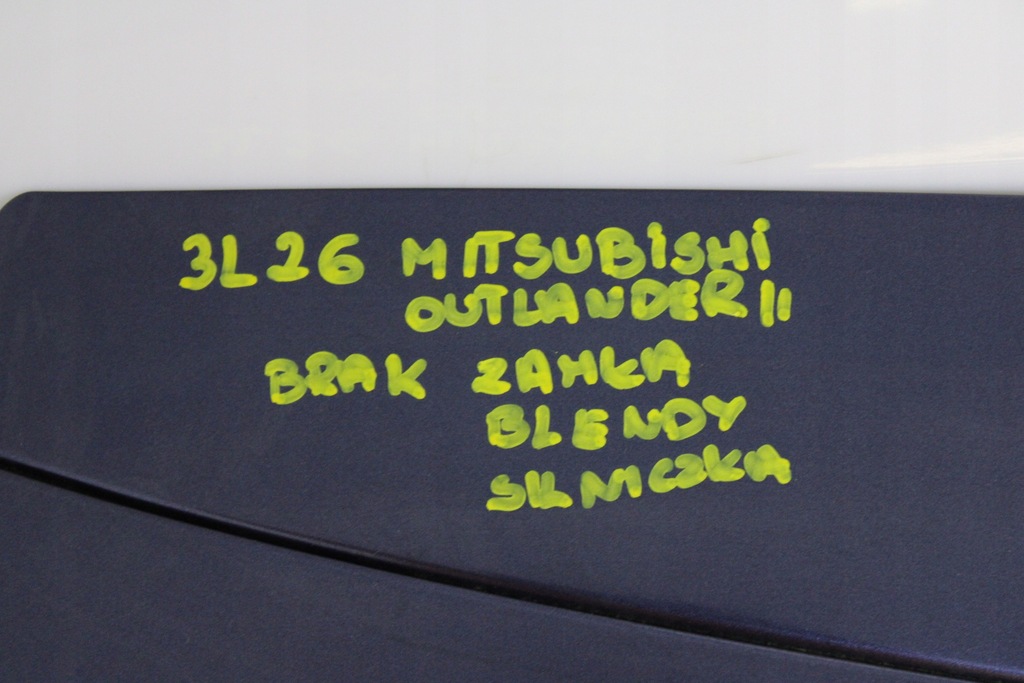 3L26 MITSUBiSHi
OUTLANDER II
BRAK ZAMKA
BLENDY
SILNICZKA